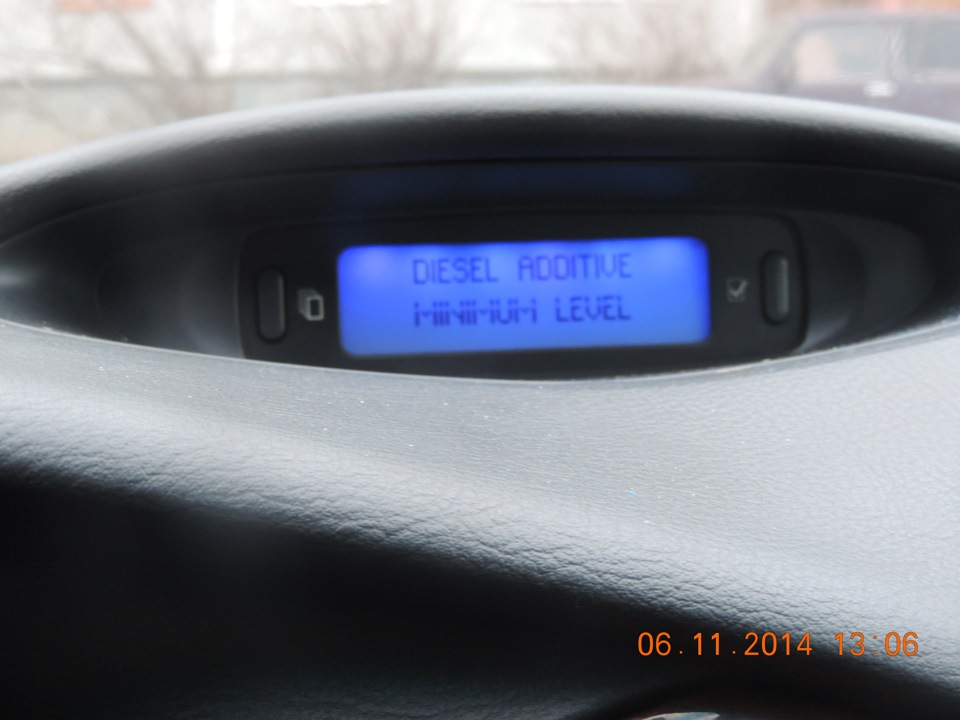 DIESEL ADDITIVE
MINIMUM LEVEL
06.11.2014 13:06